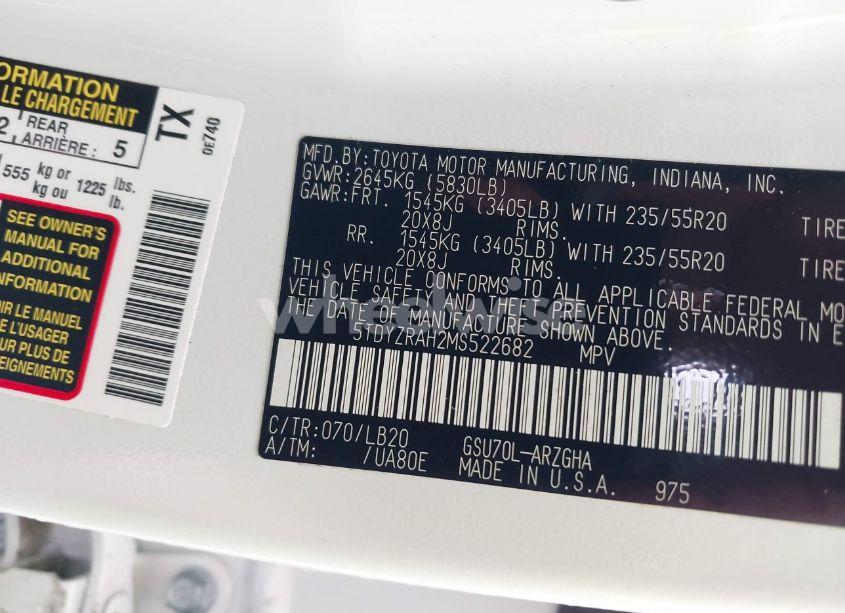 ORMATION
LE CHARGEMENT
2 REAR
ARRIÈRE : 5
555 kg or 1225 lbs.
kg ou lb.
SEE OWNER'S
MANUAL FOR
ADDITIONAL
INFORMATION
OIR LE MANUEL
E L'USAGER
UR PLUS DE
EIGNEMENTS
TX
0E740
MFD.BY:TOYOTA MOTOR MANUFACTURING, INDIANA, INC.
GVWR:2645KG (5830LB)
GAWR:FRT. 1545KG (3405LB) WITH 235/55R20 TIRE
20X8J RIMS.
RR. 1545KG (3405LB) WITH 235/55R20 TIRE
20X8J RIMS.
THIS VEHICLE CONFORMS TO ALL APPLICABLE FEDERAL MO
VEHICLE SAFETY AND THEFT PREVENTION STANDARDS IN E
THE DATE OF MANUFACTURE SHOWN ABOVE.
wheelwise
5TDYZRAH2MS522682 MPV
C/TR:070/LB20 GSU70L-ARZGHA
A/TM: /UA80E MADE IN U.S.A. 975